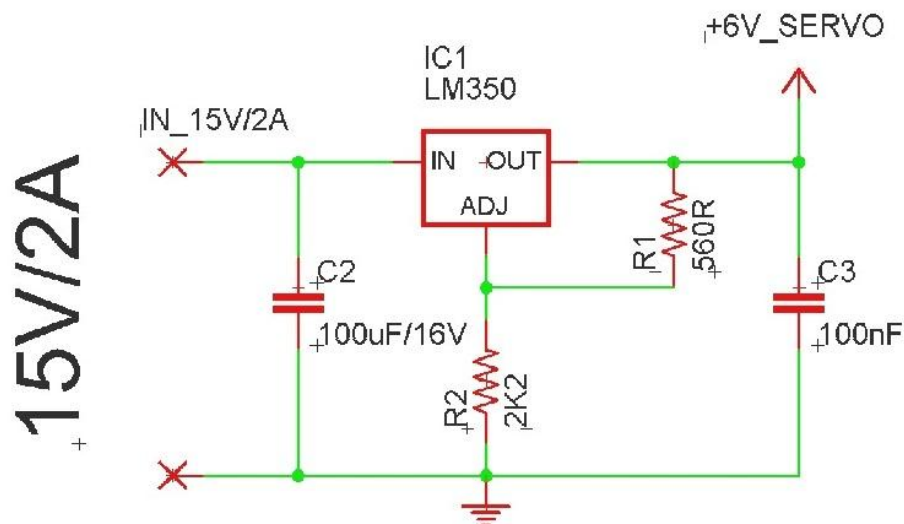 +6V_SERVO
IC1
LM350
IN_15V/2A
IN
OUT
ADJ
15V/2A
R1
560R
C2
100uF/16V
C3
100nF
R2
2K2